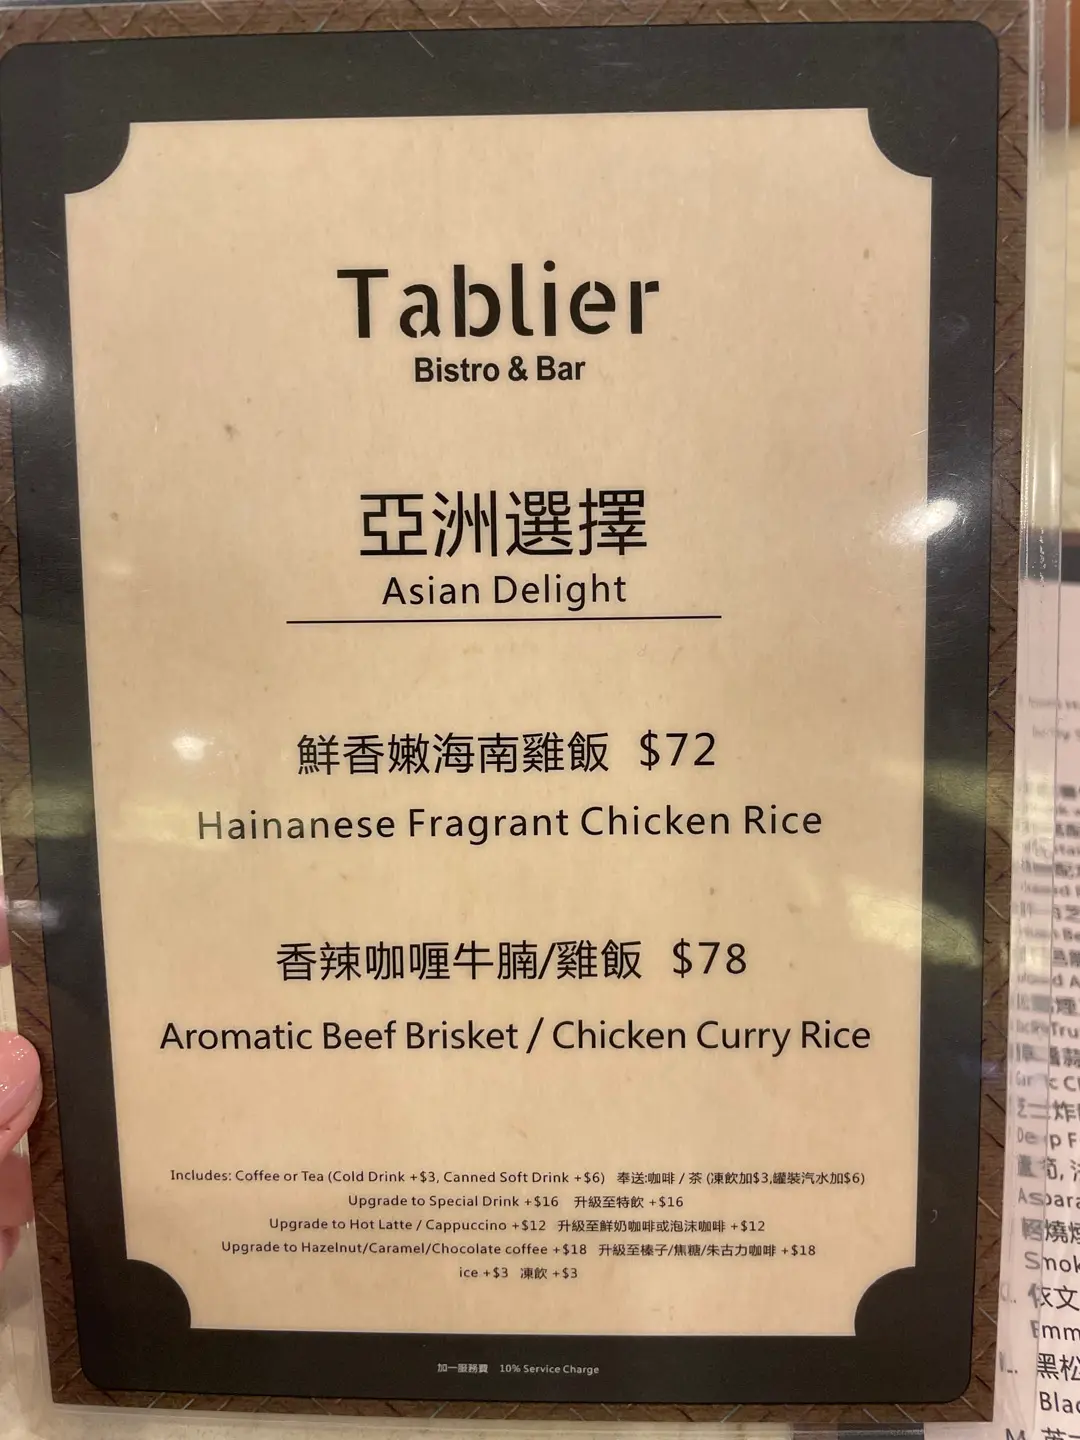 Tablier
Bistro & Bar
亞洲選擇
Asian Delight
鮮香嫩海南雞飯 $72
Hainanese Fragrant Chicken Rice
香辣咖喱牛腩/雞飯 $78
Aromatic Beef Brisket / Chicken Curry Rice
Includes: Coffee or Tea (Cold Drink +$3, Canned Soft Drink +$6) 奉送:咖啡 / 茶 (凍飲加$3,罐裝汽水加$6)
Upgrade to Special Drink +$16 升級至特飲 +$16
Upgrade to Hot Latte / Cappuccino +$12 升級至鮮奶咖啡或泡沫咖啡 +$12
Upgrade to Hazelnut/Caramel/Chocolate coffee +$18 升級至榛子/焦糖/朱古力咖啡 +$18
ice +$3 凍飲 +$3
加一服務費 10% Service Charge
依文
黑松